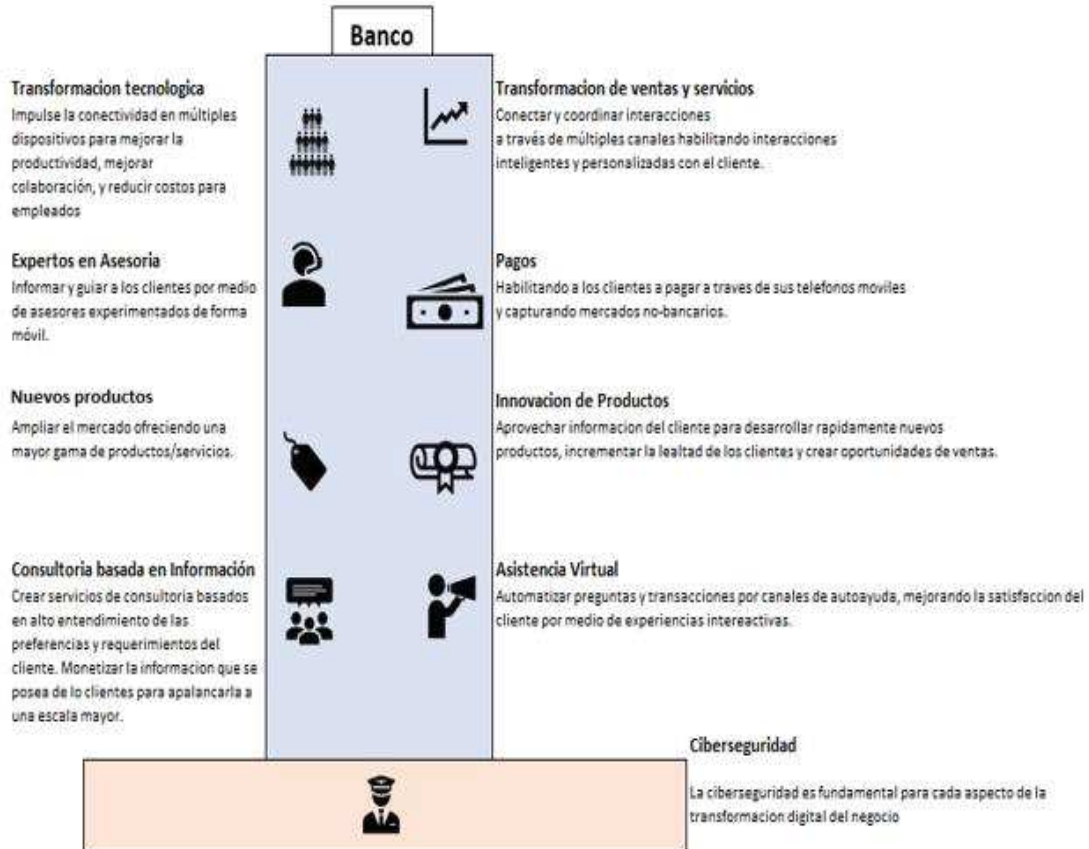 Banco
Transformacion tecnologica
Impulse la conectividad en múltiples
dispositivos para mejorar la
productividad, mejorar
colaboración, y reducir costos para
empleados
Transformacion de ventas y servicios
Conectar y coordinar interacciones
a través de múltiples canales habilitando interacciones
inteligentes y personalizadas con el cliente.
Expertos en Asesoria
Informar y guiar a los clientes por medio
de asesores experimentados de forma
móvil.
Pagos
Habilitando a los clientes a pagar a traves de sus telefonos moviles
y capturando mercados no-bancarios.
Nuevos productos
Ampliar el mercado ofreciendo una
mayor gama de productos/servicios.
Innovacion de Productos
Aprovechar informacion del cliente para desarrollar rapidamente nuevos
productos, incrementar la lealtad de los clientes y crear oportunidades de ventas.
Consultoria basada en Información
Crear servicios de consultoria basados
en alto entendimiento de las
preferencias y requerimientos del
cliente. Monetizar la informacion que se
posea de lo clientes para apalancarla a
una escala mayor.
Asistencia Virtual
Automatizar preguntas y transacciones por canales de autoayuda, mejorando la satisfaccion del
cliente por medio de experiencias intereactivas.
Ciberseguridad
La ciberseguridad es fundamental para cada aspecto de la
transformacion digital del negocio